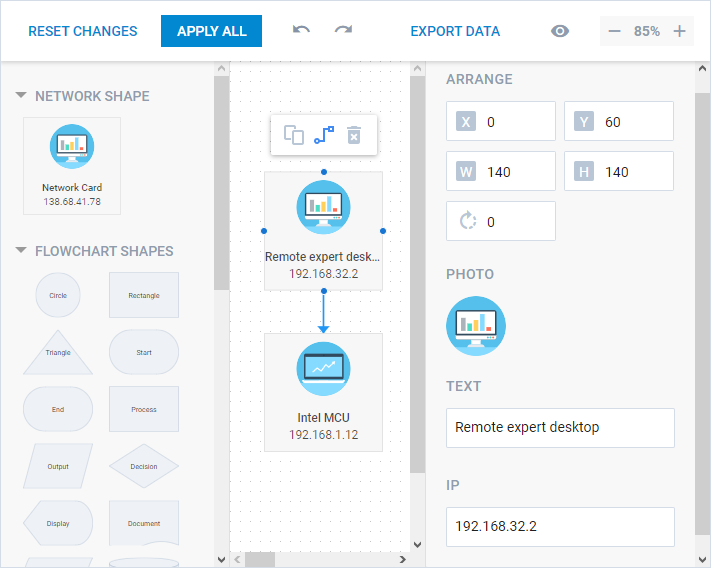 RESET CHANGES
APPLY ALL
EXPORT DATA
85%
NETWORK SHAPE
Network Card
138.68.41.78
FLOWCHART SHAPES
Circle
Rectangle
Triangle
Start
End
Process
Output
Decision
Display
Document
Remote expert desk...
192.168.32.2
Intel MCU
192.168.1.12
ARRANGE
X 0
Y 60
W 140
H 140
0
PHOTO
TEXT
Remote expert desktop
IP
192.168.32.2